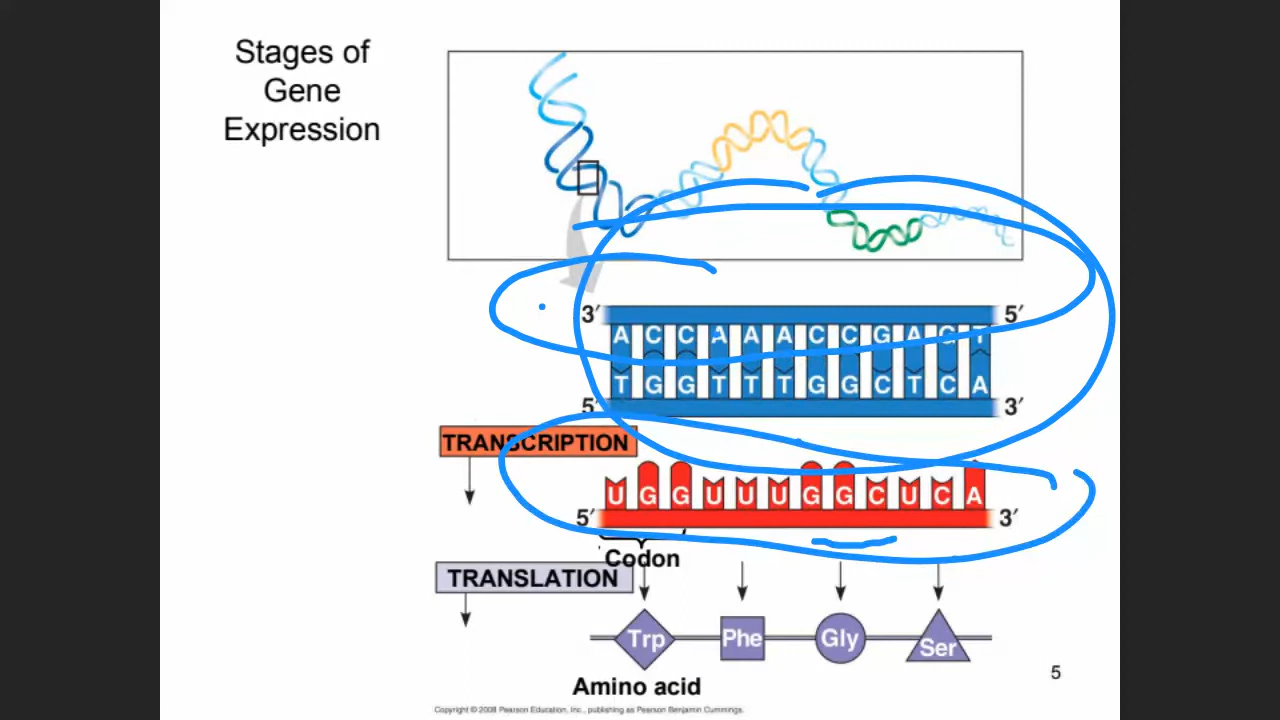 Stages of
Gene
Expression
3′ 5′
A C C A A A C C G A G T
T G G T T T G G C T C A
5′ 3′
TRANSCRIPTION
U G G U U U G G C U C A
5′ 3′
Codon
TRANSLATION
Trp Phe Gly Ser
5
Amino acid
Copyright © 2008 Pearson Education, Inc., publishing as Pearson Benjamin Cummings.